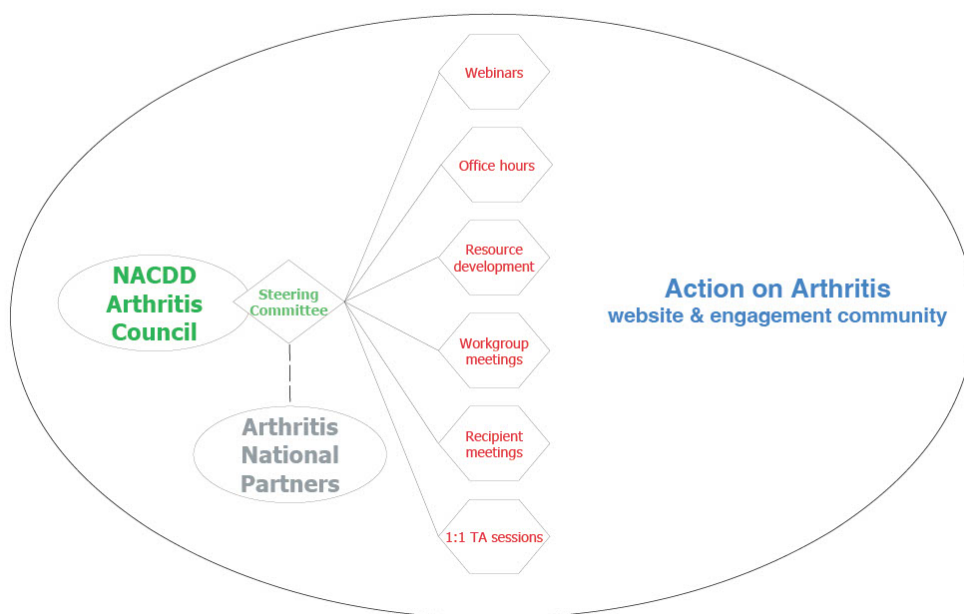 Webinars
Office hours
Resource
development
NACDD
Arthritis
Council
Steering
Committee
Action on Arthritis
website & engagement community
Workgroup
meetings
Arthritis
National
Partners
Recipient
meetings
1:1 TA sessions